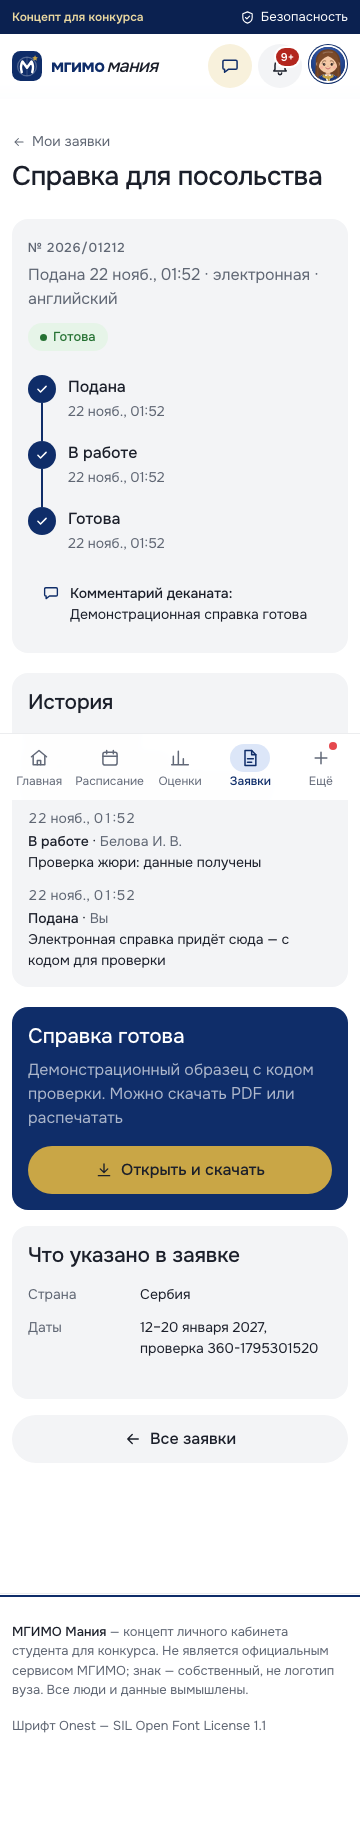 Концепт для конкурса
Безопасность
МГИМО Мания
9+
← Мои заявки
Справка для посольства
№ 2026/01212
Подана 22 нояб., 01:52 · электронная ·
английский
Готова
Подана
22 нояб., 01:52
В работе
22 нояб., 01:52
Готова
22 нояб., 01:52
Комментарий деканата:
Демонстрационная справка готова
История
Главная
Расписание
Оценки
Заявки
Ещё
22 нояб., 01:52
В работе · Белова И. В.
Проверка жюри: данные получены
22 нояб., 01:52
Подана · Вы
Электронная справка придёт сюда — с
кодом для проверки
Справка готова
Демонстрационный образец с кодом
проверки. Можно скачать PDF или
распечатать
Открыть и скачать
Что указано в заявке
Страна
Сербия
Даты
12–20 января 2027,
проверка 360-1795301520
← Все заявки
МГИМО Мания — концепт личного кабинета
студента для конкурса. Не является официальным
сервисом МГИМО; знак — собственный, не логотип
вуза. Все люди и данные вымышлены.
Шрифт Onest — SIL Open Font License 1.1